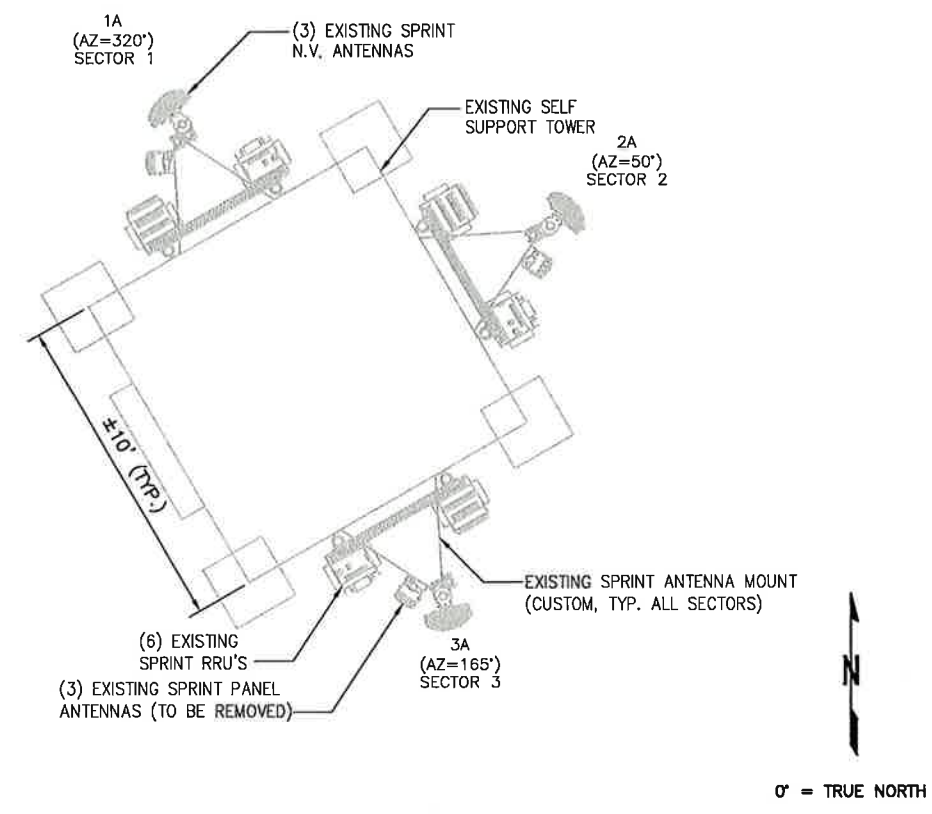 1A
(AZ=320°)
SECTOR 1
(3) EXISTING SPRINT
N.V. ANTENNAS
EXISTING SELF
SUPPORT TOWER
2A
(AZ=50°)
SECTOR 2
±10' (TYP.)
EXISTING SPRINT ANTENNA MOUNT
(CUSTOM, TYP. ALL SECTORS)
(6) EXISTING
SPRINT RRU'S
3A
(AZ=165°)
SECTOR 3
(3) EXISTING SPRINT PANEL
ANTENNAS (TO BE REMOVED)
N
0° = TRUE NORTH